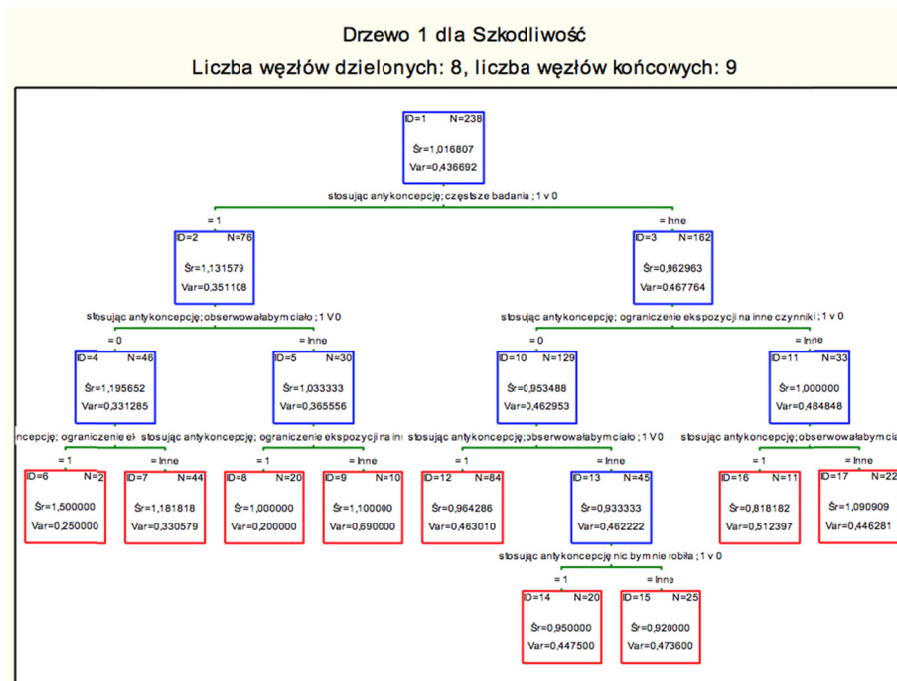 Drzewo 1 dla Szkodliwość
Liczba węzłów dzielonych: 8, liczba węzłów końcowych: 9
ID=1 N=238
Śr=1,016807
Var=0,436692
stosując antykoncepcję; częstsze badania ; 1 v 0
= 1 = Inne
ID=2 N=76 ID=3 N=162
Śr=1,131579 Śr=0,962963
Var=0,351108 Var=0,467764
stosując antykoncepcję; obserwowałabym ciało ; 1 V 0 stosując antykoncepcję; ograniczenie ekspozycji na inne czynniki ; 1 v 0
= 0 = Inne = 0 = Inne
ID=4 N=46 ID=5 N=30 ID=10 N=129 ID=11 N=33
Śr=1,195652 Śr=1,033333 Śr=0,953488 Śr=1,000000
Var=0,331285 Var=0,365556 Var=0,462953 Var=0,484848
oncepcję; ograniczenie ek stosując antykoncepcję; ograniczenie ekspozycji na in stosując antykoncepcję; obserwowałabym ciało ; 1 V 0 stosując antykoncepcję; obserwowałabym cia
= 1 = Inne = 1 = Inne = 1 = Inne = 1 = Inne
ID=6 N=2 ID=7 N=44 ID=8 N=20 ID=9 N=10 ID=12 N=84 ID=13 N=45 ID=16 N=11 ID=17 N=22
Śr=1,500000 Śr=1,181818 Śr=1,000000 Śr=1,100000 Śr=0,964286 Śr=0,933333 Śr=0,818182 Śr=1,090909
Var=0,250000 Var=0,330579 Var=0,200000 Var=0,690000 Var=0,463010 Var=0,462222 Var=0,512397 Var=0,446281
stosując antykoncepcję nic bym nie robiła ; 1 v 0
= 1 = Inne
ID=14 N=20 ID=15 N=25
Śr=0,950000 Śr=0,920000
Var=0,447500 Var=0,473600